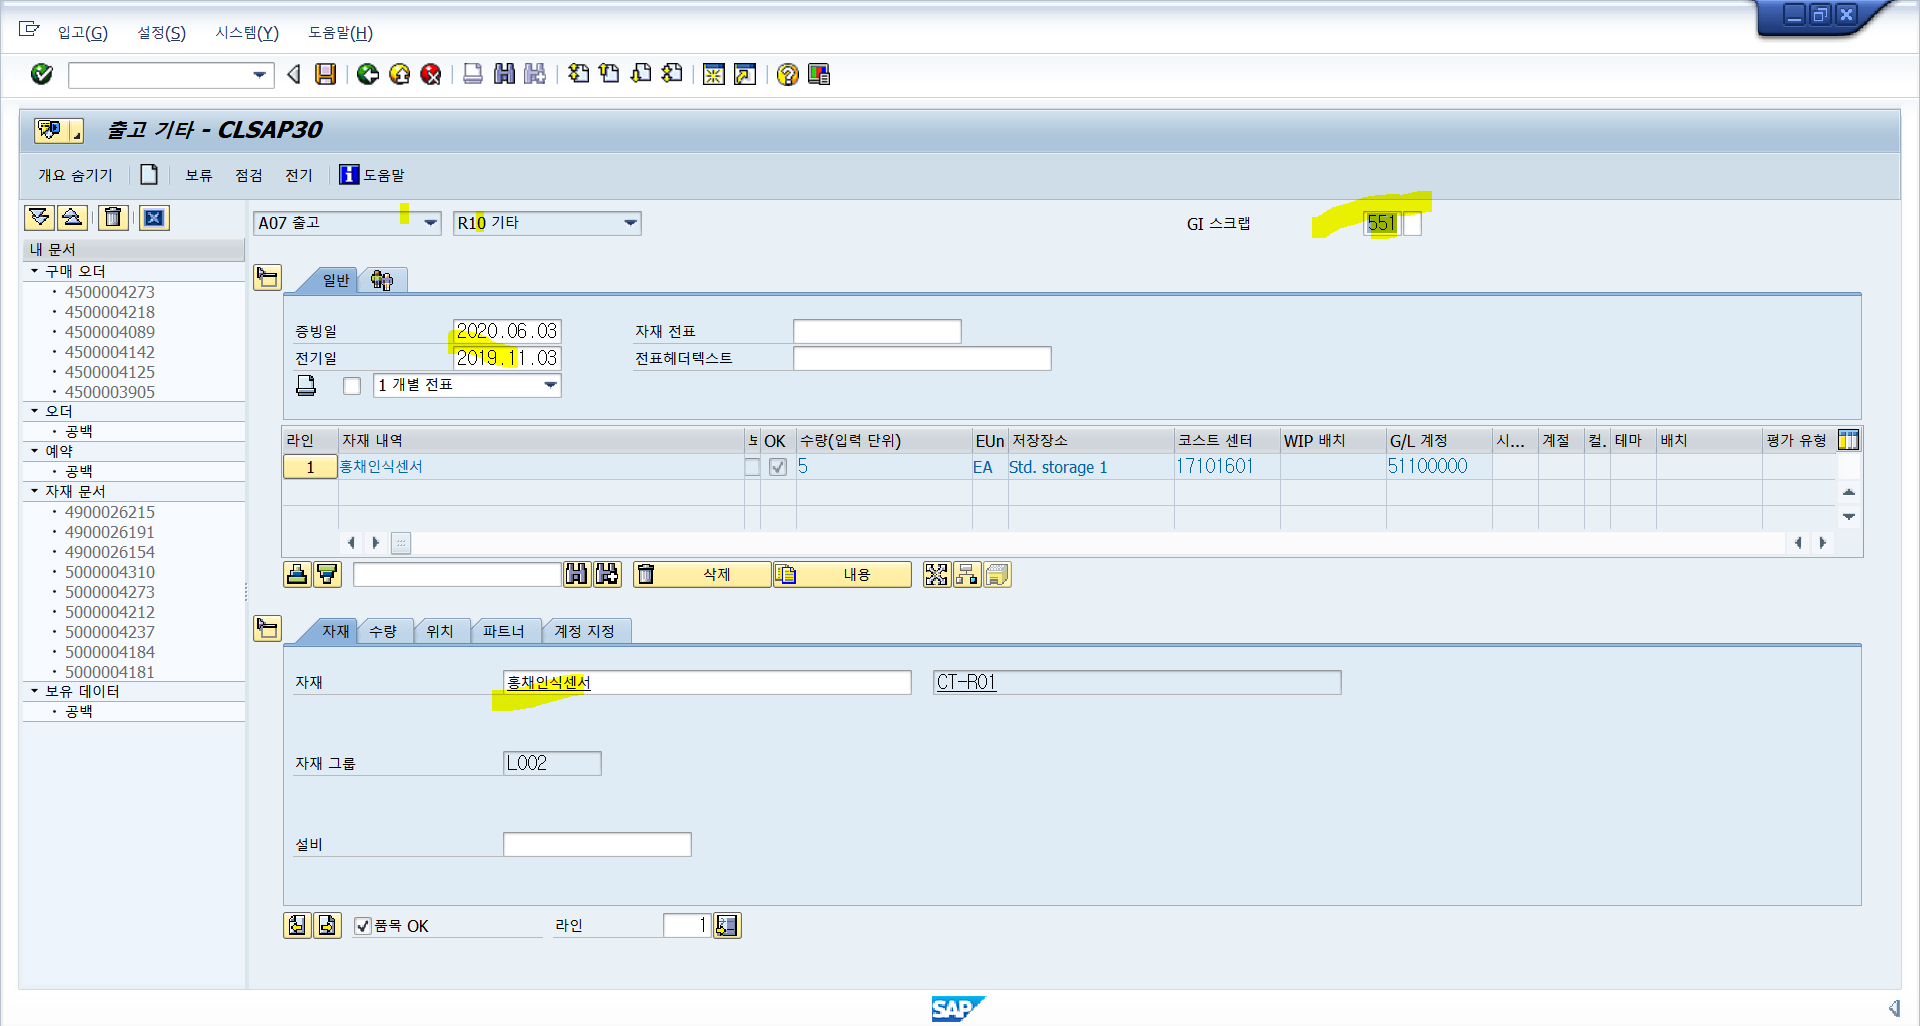 입고(G) 설정(S) 시스템(Y) 도움말(H)
출고 기타 - CLSAP30
개요 숨기기 보류 점검 전기 도움말
A07 출고 R10 기타 GI 스크랩 551
내 문서
구매 오더
4500004273
4500004218
4500004089
4500004142
4500004125
4500003905
오더
공백
예약
공백
자재 문서
4900026215
4900026191
4900026154
5000004310
5000004273
5000004212
5000004237
5000004184
5000004181
보유 데이터
공백
일반
증빙일 2020.06.03 자재 전표
전기일 2019.11.03 전표헤더텍스트
1 개별 전표
라인 자재 내역 OK 수량(입력 단위) EUn 저장장소 코스트 센터 WIP 배치 G/L 계정 시... 계절 컬. 테마 배치 평가 유형
1 홍채인식센서 5 EA Std. storage 1 17101601 51100000
삭제 내용
자재 수량 위치 파트너 계정 지정
자재 홍채인식센서 CT-R01
자재 그룹 L002
설비
품목 OK 라인 1
SAP